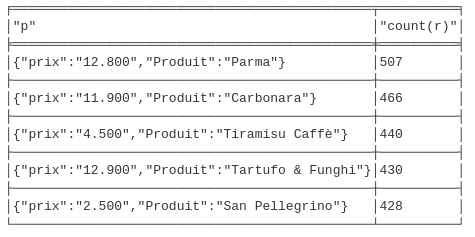 "p" "count(r)"
{"prix":"12.800","Produit":"Parma"} 507
{"prix":"11.900","Produit":"Carbonara"} 466
{"prix":"4.500","Produit":"Tiramisu Caffè"} 440
{"prix":"12.900","Produit":"Tartufo & Funghi"} 430
{"prix":"2.500","Produit":"San Pellegrino"} 428